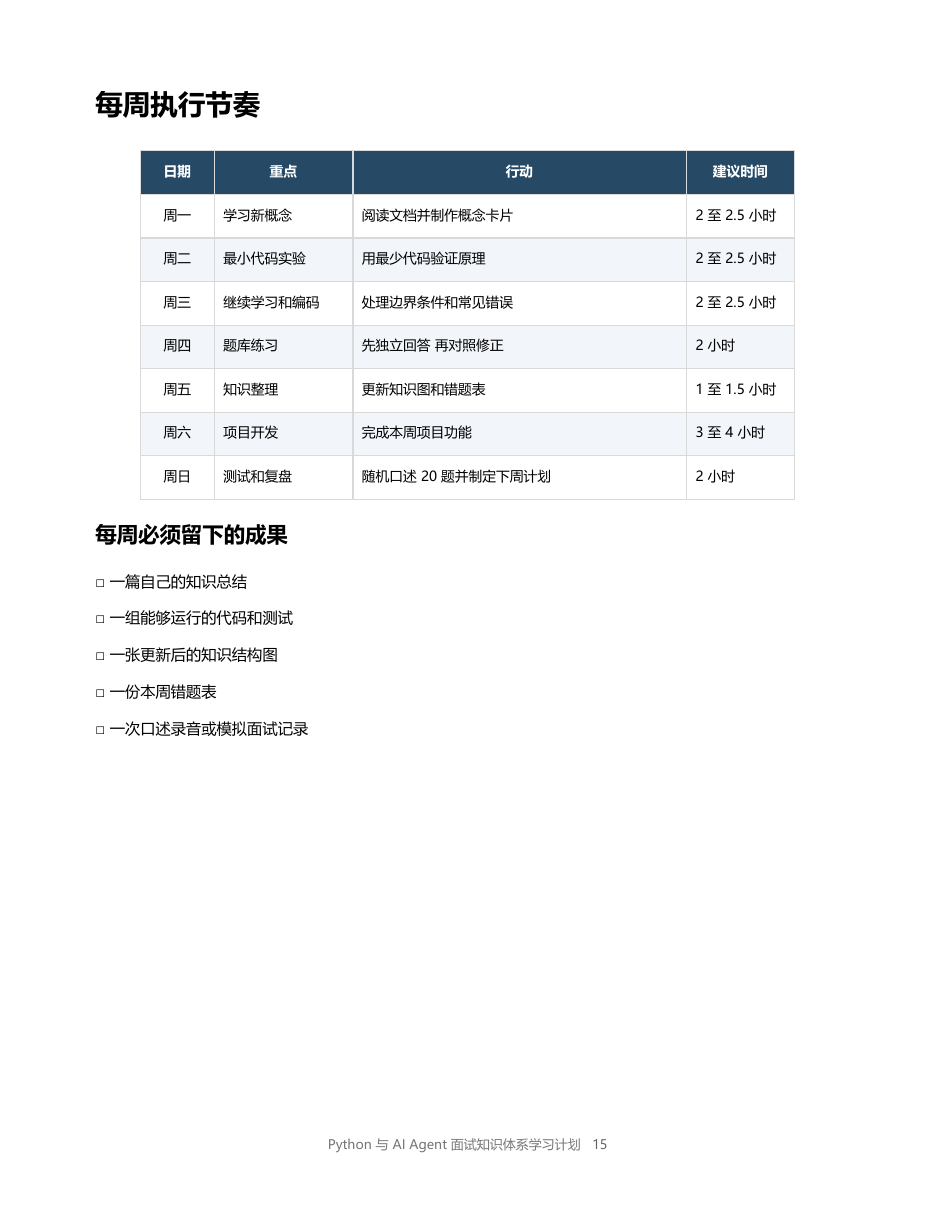 每周执行节奏
日期 重点 行动 建议时间
周一 学习新概念 阅读文档并制作概念卡片 2 至 2.5 小时
周二 最小代码实验 用最少代码验证原理 2 至 2.5 小时
周三 继续学习和编码 处理边界条件和常见错误 2 至 2.5 小时
周四 题库练习 先独立回答 再对照修正 2 小时
周五 知识整理 更新知识图和错题表 1 至 1.5 小时
周六 项目开发 完成本周项目功能 3 至 4 小时
周日 测试和复盘 随机口述 20 题并制定下周计划 2 小时
每周必须留下的成果
□ 一篇自己的知识总结
□ 一组能够运行的代码和测试
□ 一张更新后的知识结构图
□ 一份本周错题表
□ 一次口述录音或模拟面试记录
Python 与 AI Agent 面试知识体系学习计划 15